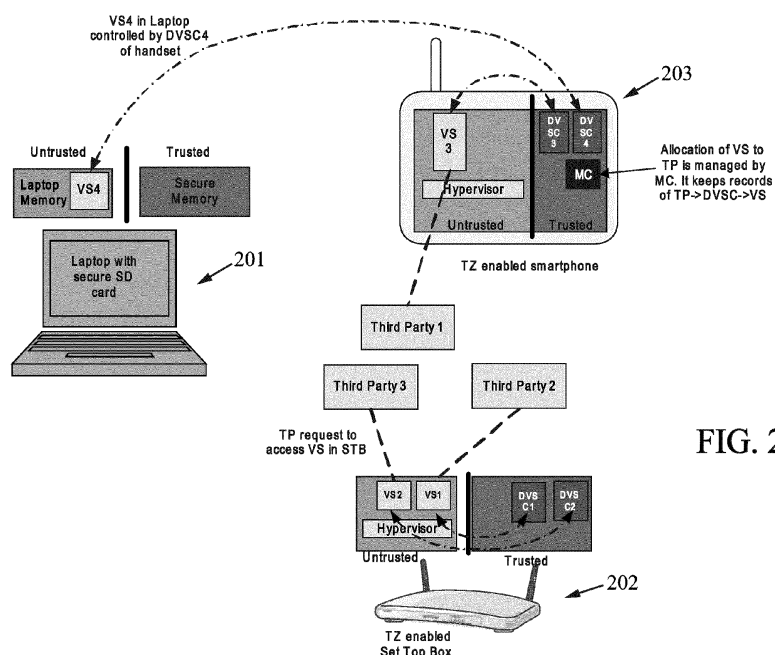 VS4 in Laptop
controlled by DVSC4
of handset
203
VS
3
DV
SC
3
DV
SC
4
MC
Hypervisor
Untrusted
Trusted
TZ enabled smartphone
Allocation of VS to
TP is managed by
MC. It keeps records
of TP->DVSC->VS
Untrusted
Trusted
Laptop
Memory
VS4
Secure
Memory
Laptop with
secure SD
card
201
Third Party 1
Third Party 3
Third Party 2
TP request to
access VS in STB
FIG. 2
VS2
VS1
DVS
C1
DVS
C2
Hypervisor
Untrusted
Trusted
202
TZ enabled
Set Top Box